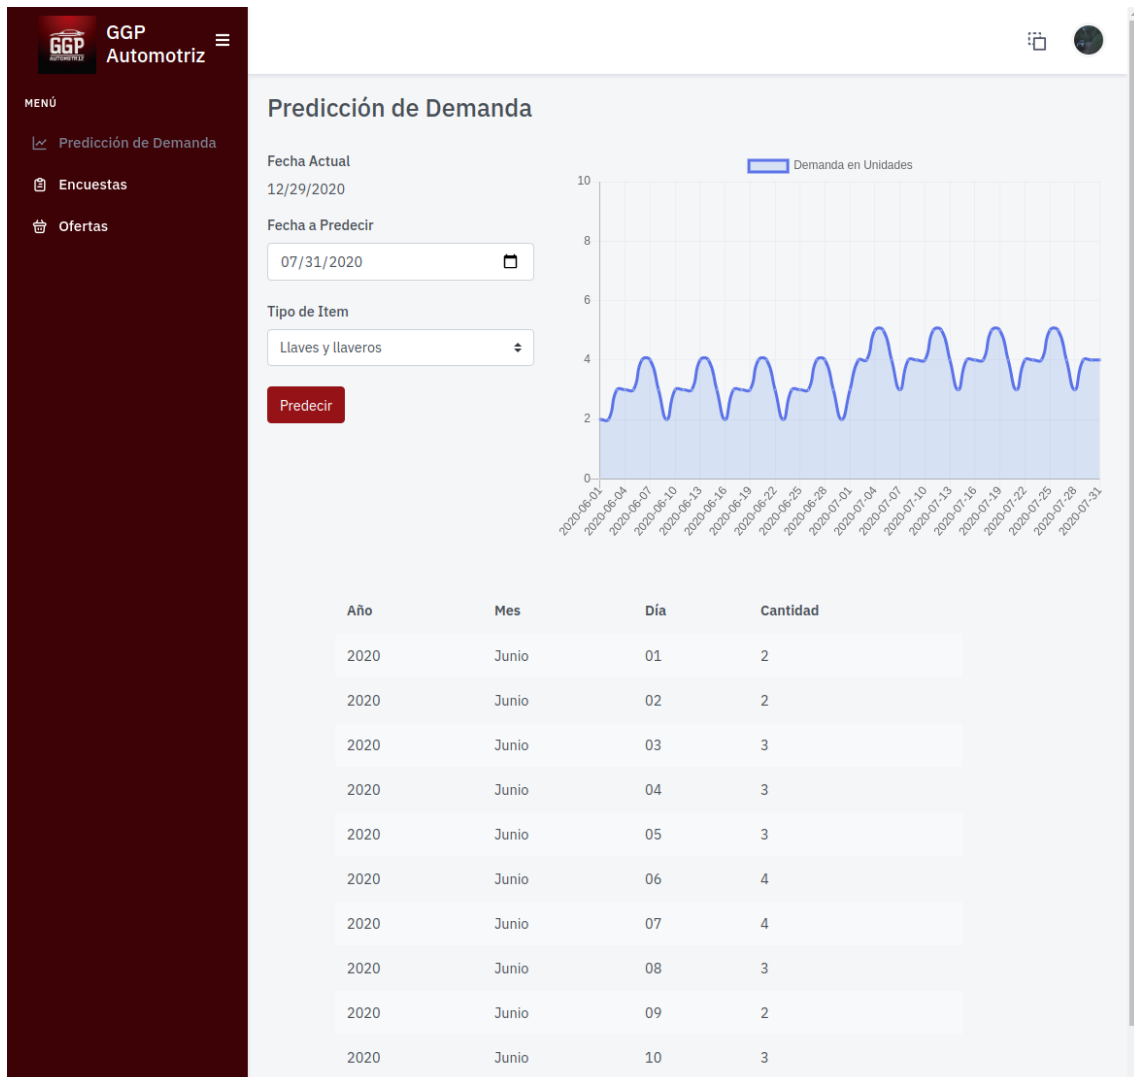 GGP
AUTOMOTRIZ
GGP
Automotriz
MENÚ
Predicción de Demanda
Encuestas
Ofertas
Predicción de Demanda
Fecha Actual
12/29/2020
Fecha a Predecir
07/31/2020
Tipo de Item
Llaves y llaveros
Predecir
Demanda en Unidades
10
8
6
4
2
0
2020-06-01
2020-06-04
2020-06-07
2020-06-10
2020-06-13
2020-06-16
2020-06-19
2020-06-22
2020-06-25
2020-06-28
2020-07-01
2020-07-04
2020-07-07
2020-07-10
2020-07-13
2020-07-16
2020-07-19
2020-07-22
2020-07-25
2020-07-28
2020-07-31
Año Mes Día Cantidad
2020 Junio 01 2
2020 Junio 02 2
2020 Junio 03 3
2020 Junio 04 3
2020 Junio 05 3
2020 Junio 06 4
2020 Junio 07 4
2020 Junio 08 3
2020 Junio 09 2
2020 Junio 10 3